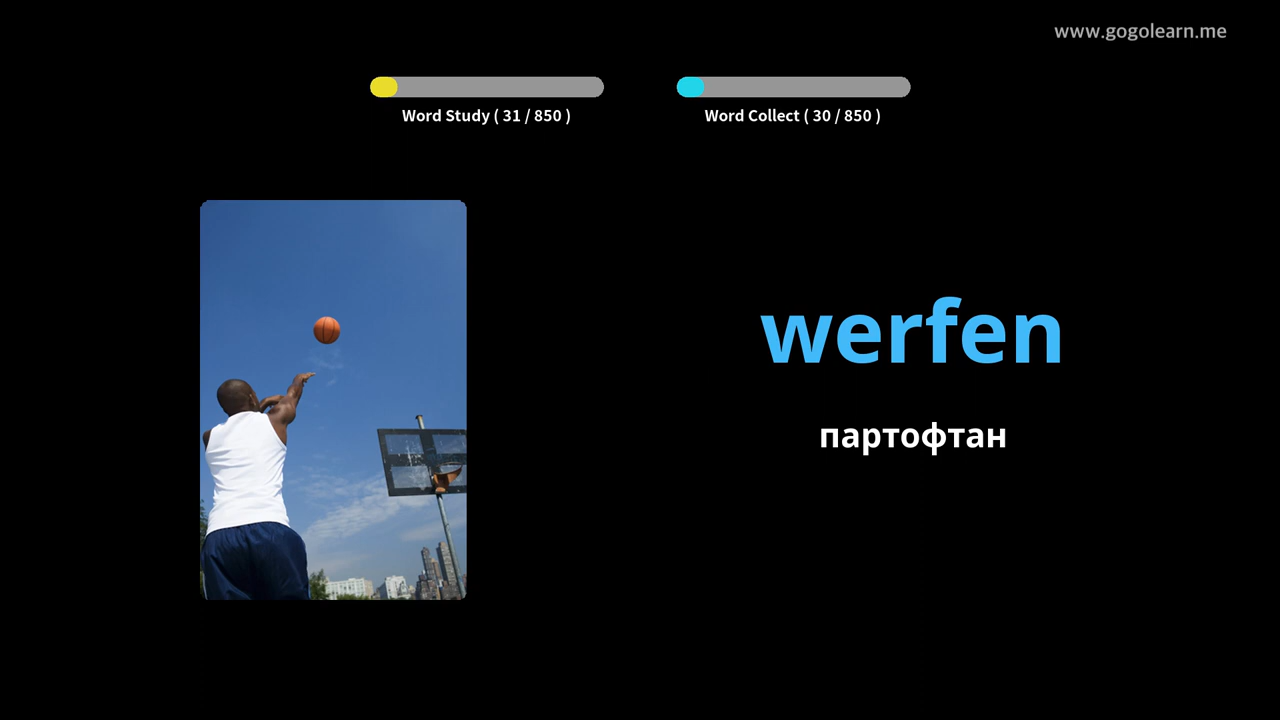 www.gogolearn.me
Word Study ( 31 / 850 )
Word Collect ( 30 / 850 )
werfen
партофтан